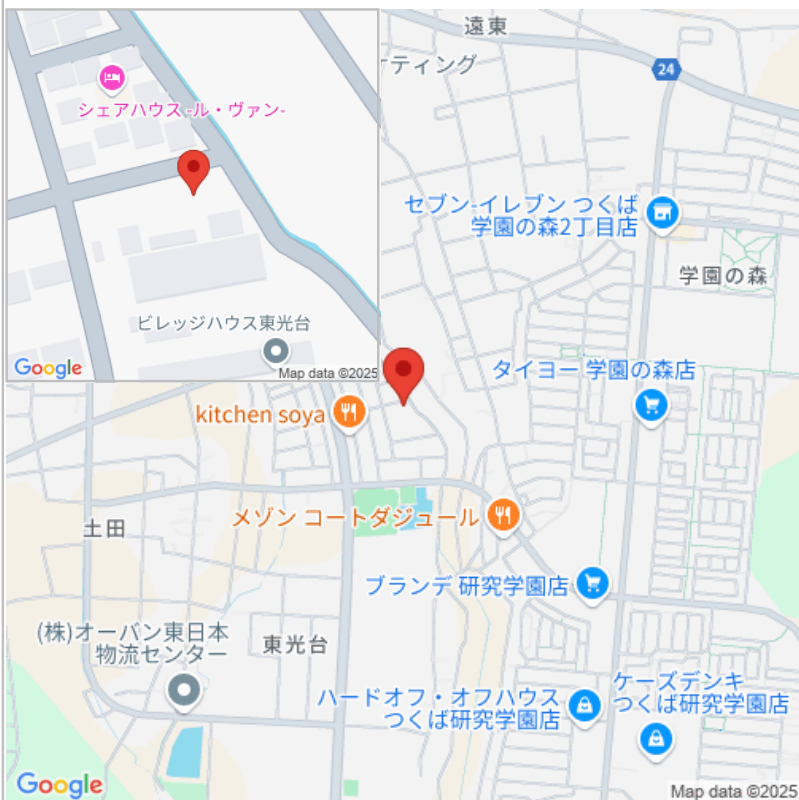 シェアハウス -ル・ヴァン-
ビレッジハウス東光台
Google
Map data ©2025
遠東
ティング
24
セブン-イレブン つくば
学園の森2丁目店
学園の森
タイヨー 学園の森店
kitchen soya
メゾン コートダジュール
土田
ブランデ 研究学園店
(株)オーバン東日本
物流センター
東光台
ハードオフ・オフハウス
つくば研究学園店
ケーズデンキ
つくば研究学園店
Google
Map data ©2025